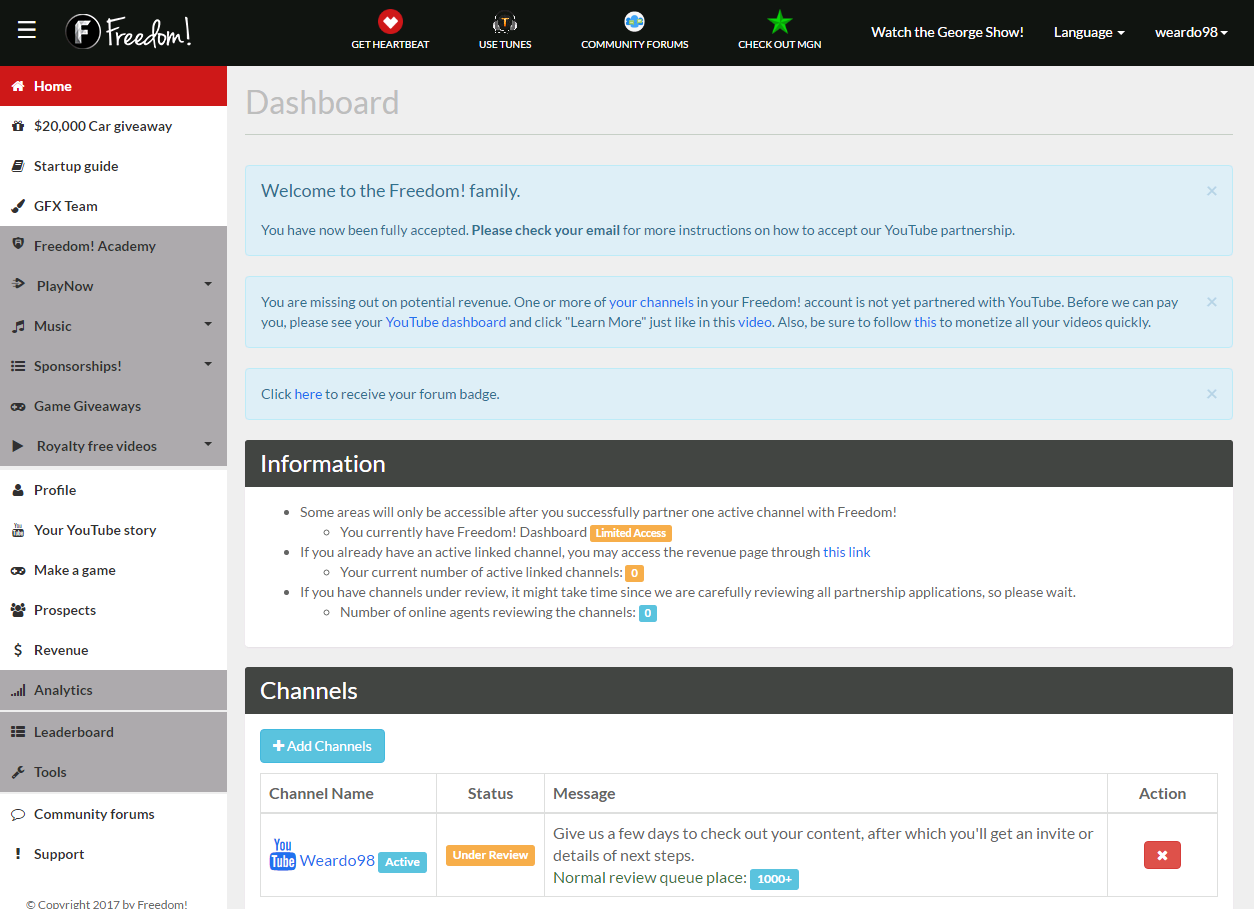 Freedom!
GET HEARTBEAT
USE TUNES
COMMUNITY FORUMS
CHECK OUT MGN
Watch the George Show!
Language
weardo98
Home
$20,000 Car giveaway
Startup guide
GFX Team
Freedom! Academy
PlayNow
Music
Sponsorships!
Game Giveaways
Royalty free videos
Profile
Your YouTube story
Make a game
Prospects
Revenue
Analytics
Leaderboard
Tools
Community forums
Support
© Copyright 2017 by Freedom!
Dashboard
Welcome to the Freedom! family.
You have now been fully accepted. Please check your email for more instructions on how to accept our YouTube partnership.
You are missing out on potential revenue. One or more of your channels in your Freedom! account is not yet partnered with YouTube. Before we can pay
you, please see your YouTube dashboard and click "Learn More" just like in this video. Also, be sure to follow this to monetize all your videos quickly.
Click here to receive your forum badge.
Information
Some areas will only be accessible after you successfully partner one active channel with Freedom!
You currently have Freedom! Dashboard Limited Access
If you already have an active linked channel, you may access the revenue page through this link
Your current number of active linked channels: 0
If you have channels under review, it might take time since we are carefully reviewing all partnership applications, so please wait.
Number of online agents reviewing the channels: 0
Channels
Add Channels
Channel Name Status Message Action
You Tube Weardo98 Active
Under Review
Give us a few days to check out your content, after which you'll get an invite or
details of next steps.
Normal review queue place: 1000+